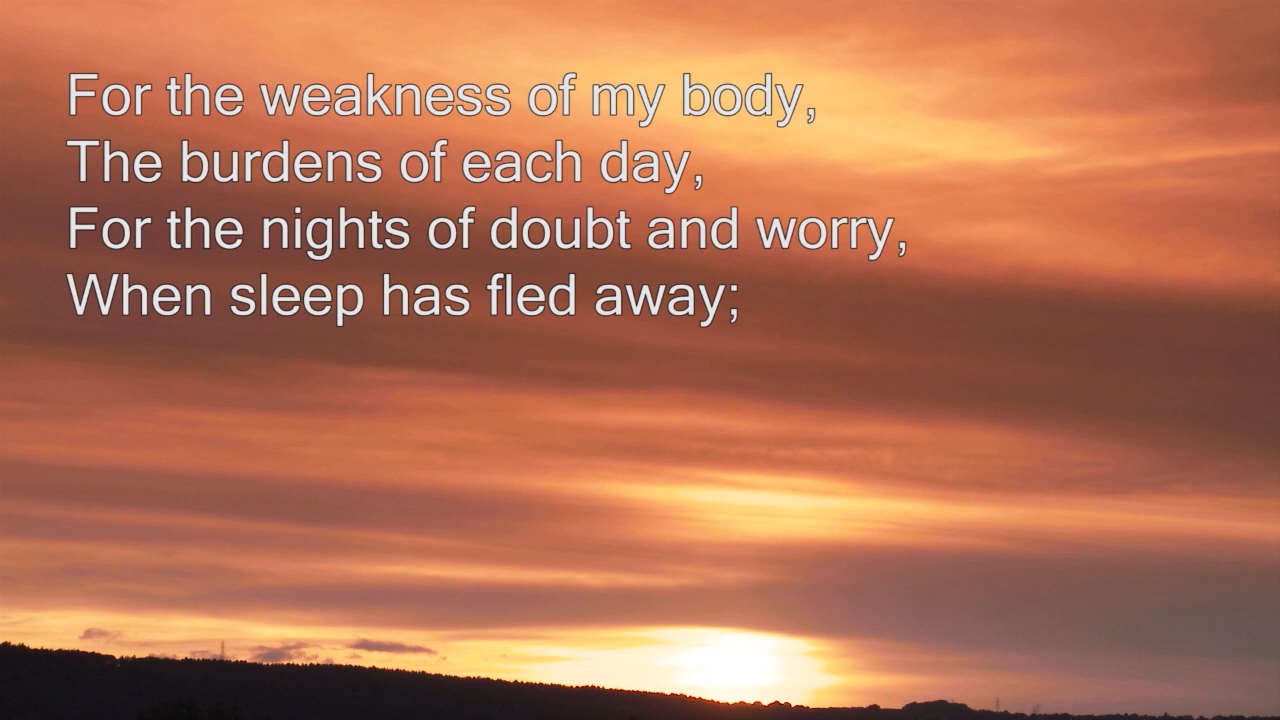 For the weakness of my body,
The burdens of each day,
For the nights of doubt and worry,
When sleep has fled away;